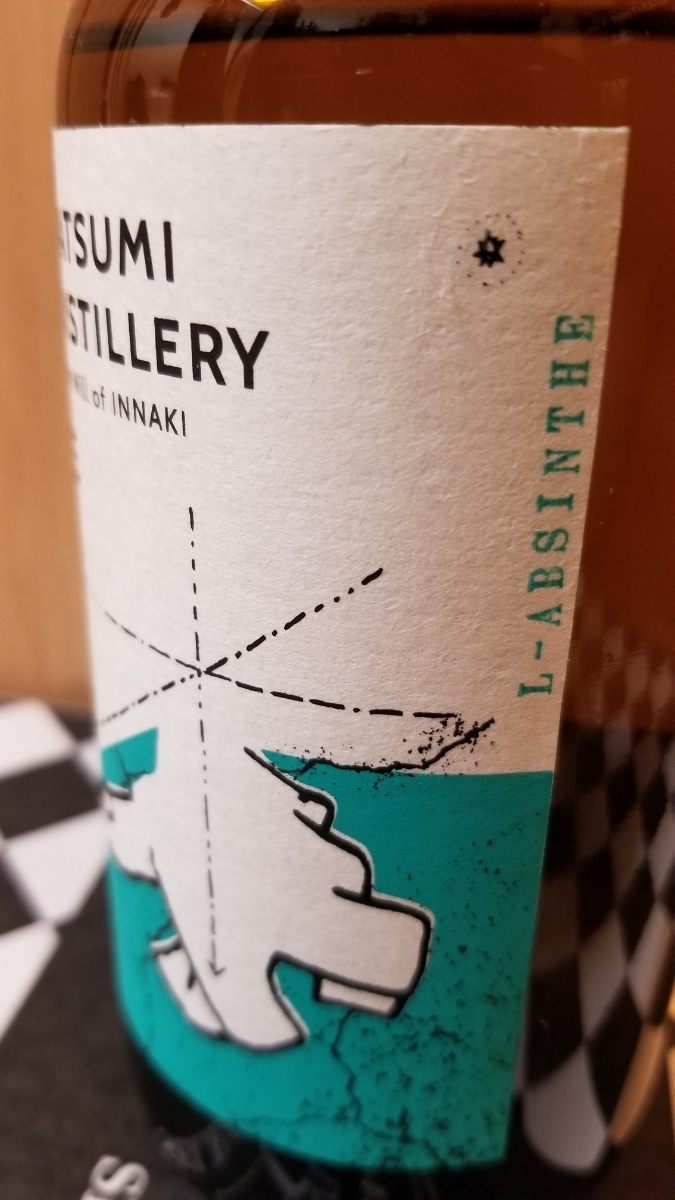 ATSUMI
STILLERY
of INNAKI
L-ABSINTHE